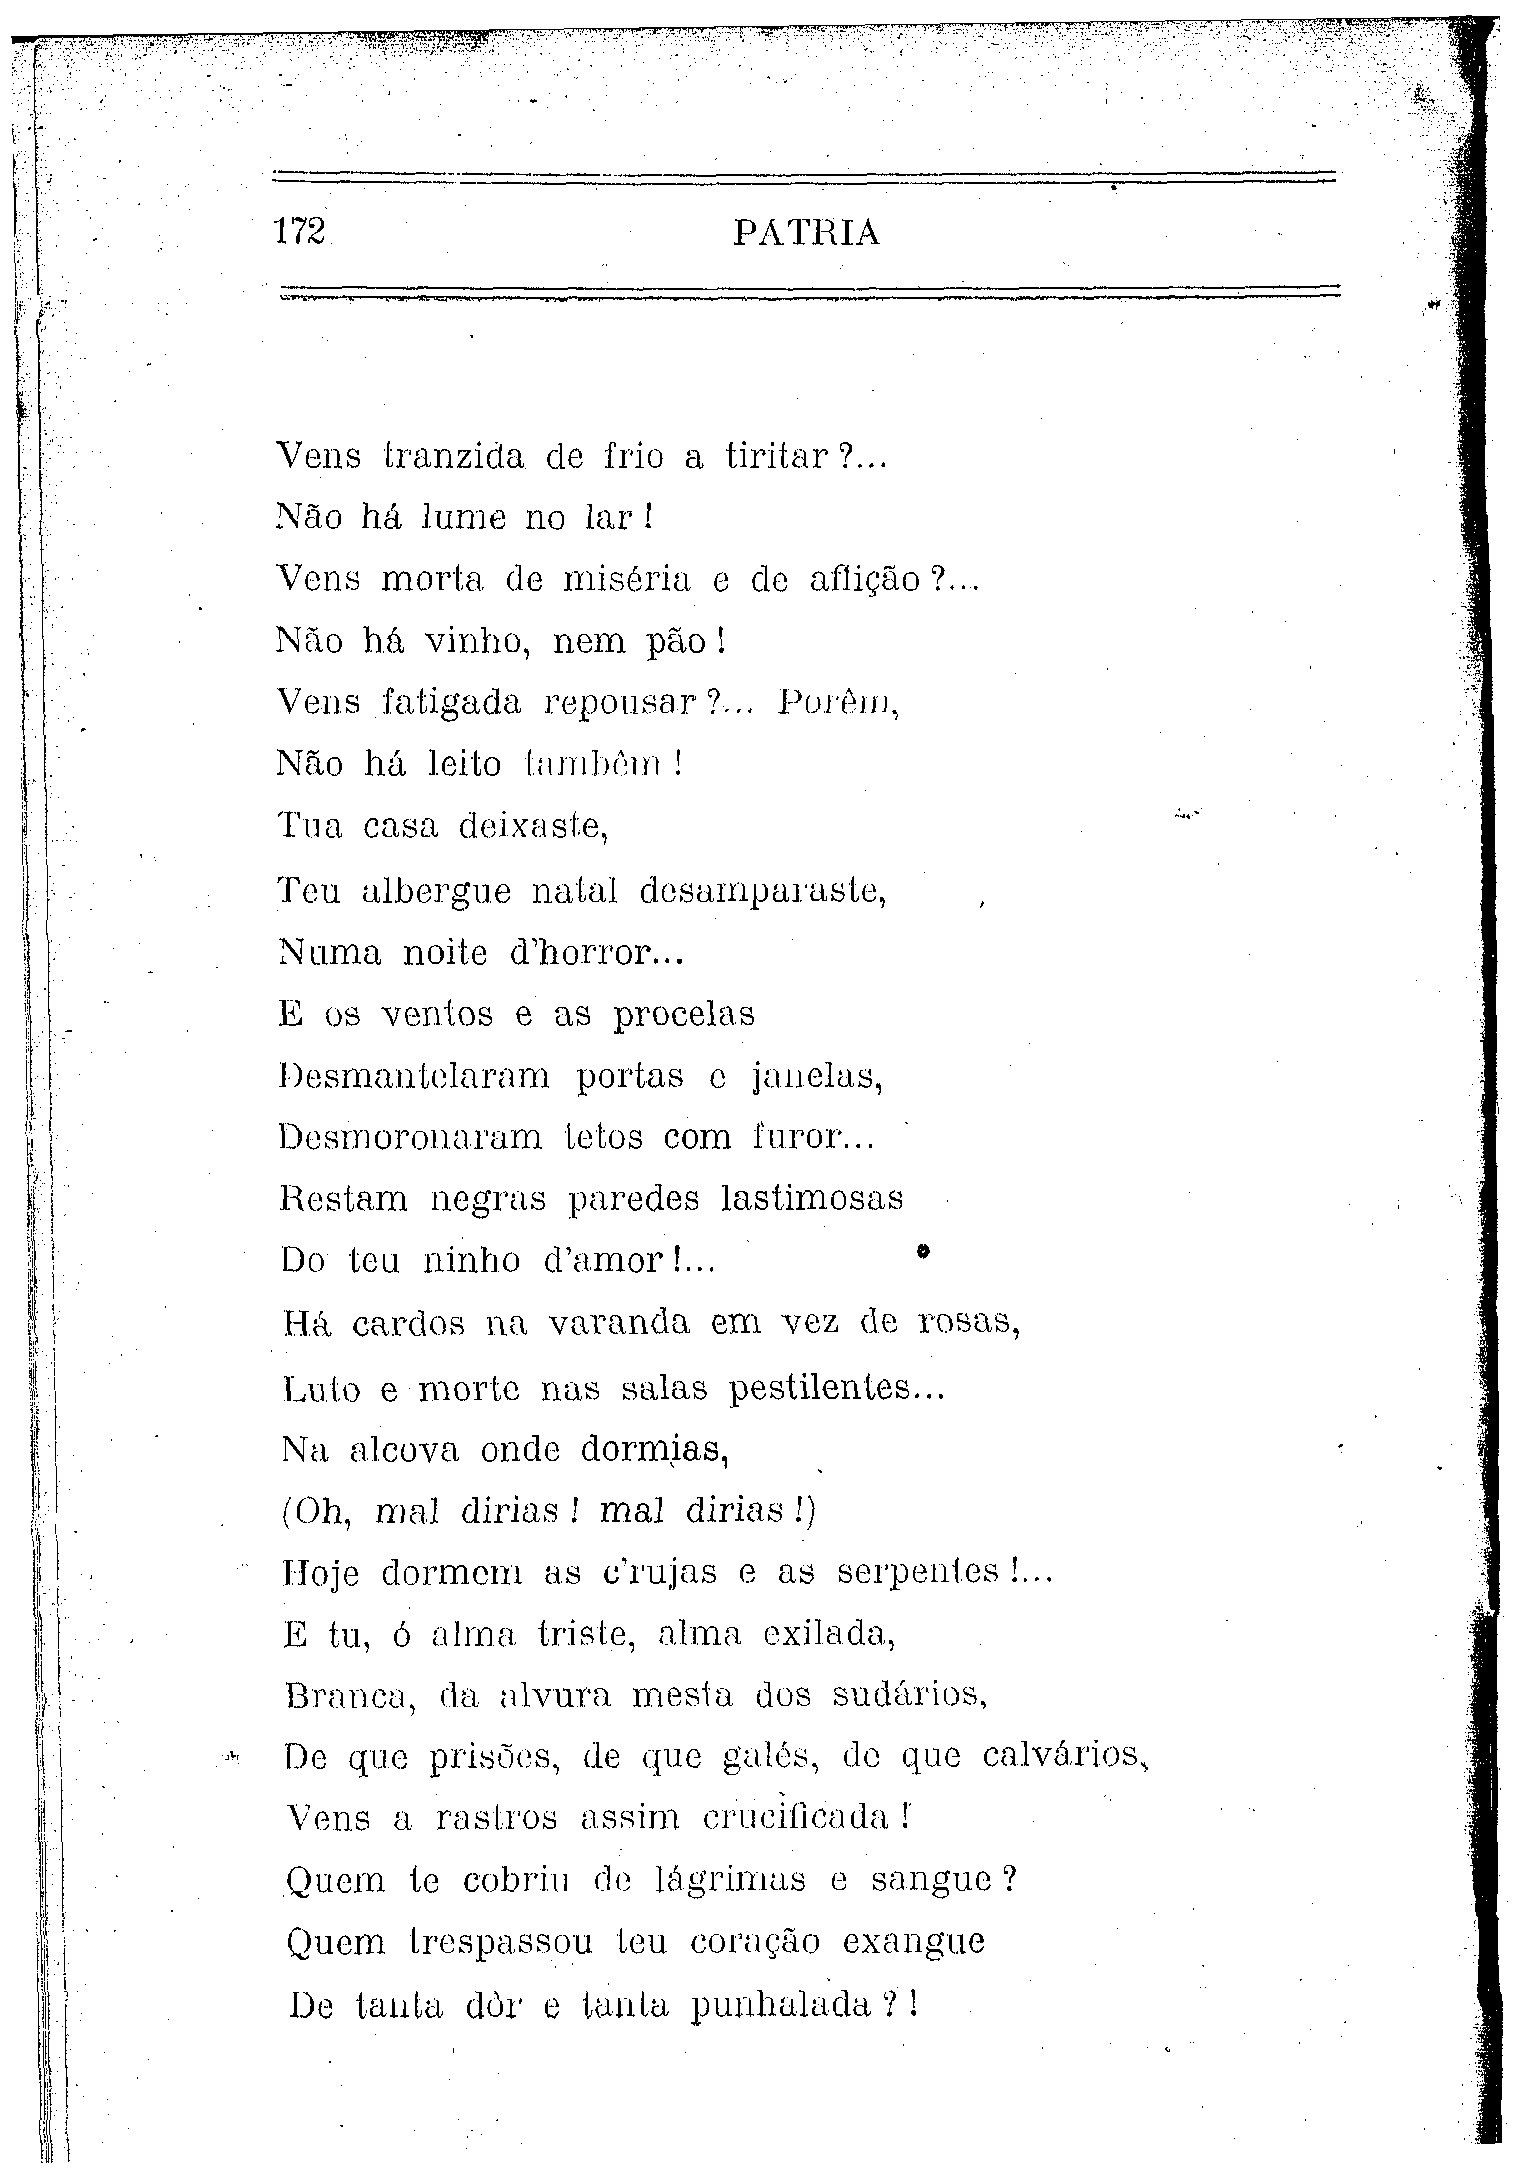 172 PATRIA
Vens tranzida de frio a tiritar?...
Não há lume no lar!
Vens morta de miséria e de aflição?...
Não há vinho, nem pão!
Vens fatigada repousar?... Porêm,
Não há leito tambêm!
Tua casa deixaste,
Teu albergue natal desamparaste,
Numa noite d'horror...
E os ventos e as procelas
Desmantelaram portas e janelas,
Desmoronaram tetos com furor...
Restam negras paredes lastimosas
Do teu ninho d'amor!...
Há cardos na varanda em vez de rosas,
Luto e morte nas salas pestilentes...
Na alcova onde dormias,
(Oh, mal dirias! mal dirias!)
Hoje dormem as c'rujas e as serpentes!...
E tu, ó alma triste, alma exilada,
Branca, da alvura mesta dos sudários,
De que prisões, de que galés, de que calvários,
Vens a rastros assim crucificada!
Quem te cobriu de lágrimas e sangue?
Quem trespassou teu coração exangue
De tanta dôr e tanta punhalada?!